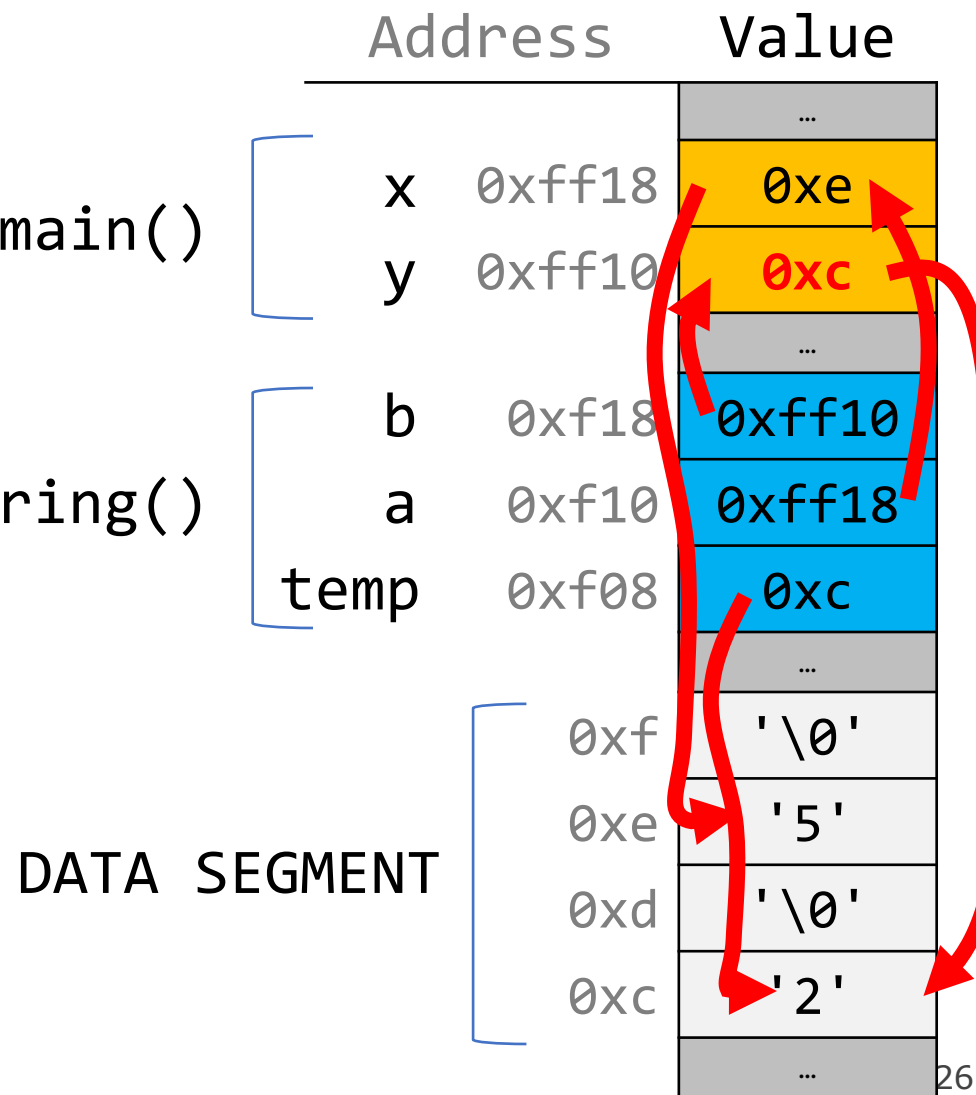 Address Value
…
x 0xff18 0xe
main()
y 0xff10 0xc
…
b 0xf18 0xff10
ring() a 0xf10 0xff18
temp 0xf08 0xc
…
0xf '\0'
0xe '5'
DATA SEGMENT
0xd '\0'
0xc '2'
… 26